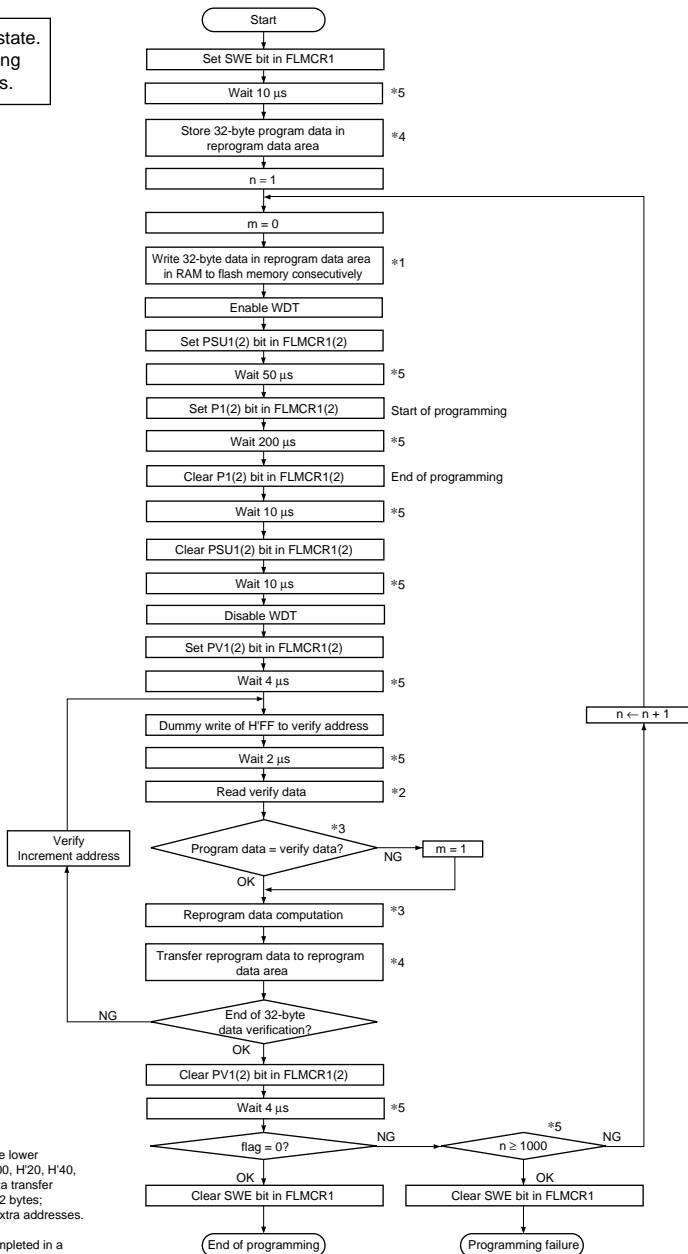 state.
ng
s.
Start
Set SWE bit in FLMCR1
Wait 10 µs
*5
Store 32-byte program data in
reprogram data area
*4
n = 1
m = 0
Write 32-byte data in reprogram data area
in RAM to flash memory consecutively
*1
Enable WDT
Set PSU1(2) bit in FLMCR1(2)
Wait 50 µs
*5
Set P1(2) bit in FLMCR1(2)
Start of programming
Wait 200 µs
*5
Clear P1(2) bit in FLMCR1(2)
End of programming
Wait 10 µs
*5
Clear PSU1(2) bit in FLMCR1(2)
Wait 10 µs
*5
Disable WDT
Set PV1(2) bit in FLMCR1(2)
Wait 4 µs
*5
n ← n + 1
Dummy write of H'FF to verify address
Wait 2 µs
*5
Read verify data
*2
*3
Program data = verify data?
NG
m = 1
OK
Verify
Increment address
Reprogram data computation
*3
Transfer reprogram data to reprogram
data area
*4
End of 32-byte
data verification?
NG
OK
Clear PV1(2) bit in FLMCR1(2)
Wait 4 µs
*5
flag = 0?
NG
*5
n ≥ 1000
NG
OK
OK
Clear SWE bit in FLMCR1
Clear SWE bit in FLMCR1
End of programming
Programming failure
e lower
00, H'20, H'40,
ta transfer
2 bytes;
xtra addresses.
mpleted in a